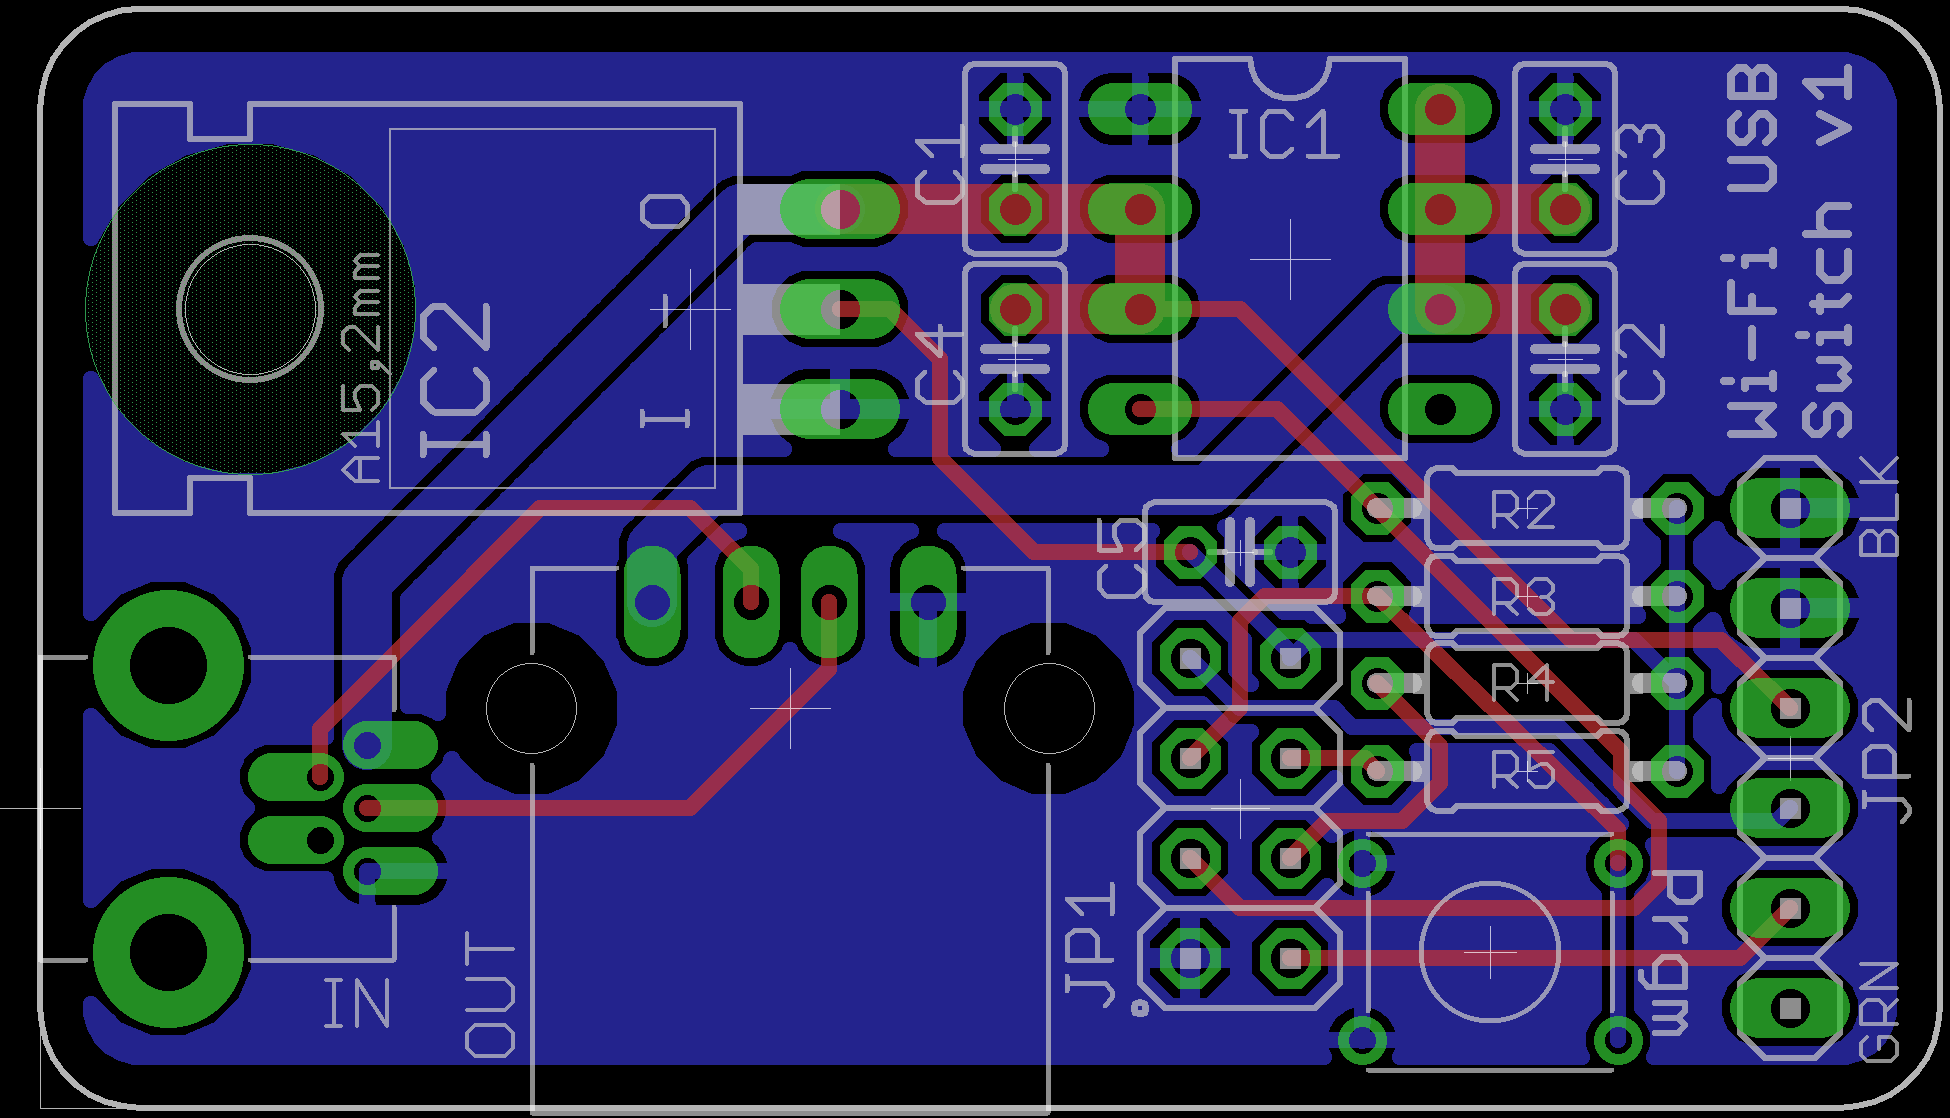 A15,2mm
IC2
O
I
C1
C4
IC1
C3
C2
Wi-Fi USB
Switch v1
C5
R2
R3
R4
R5
BLK
JP2
GRN
JP1
Prgm
IN
OUT